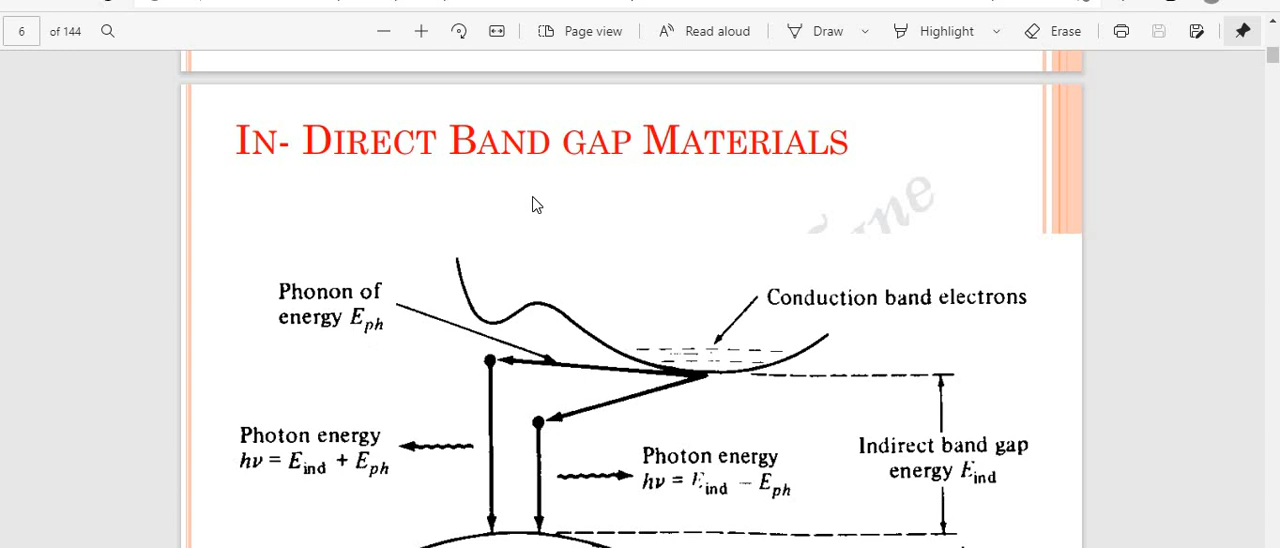 6 of 144 Page view Read aloud Draw Highlight Erase
IN- DIRECT BAND GAP MATERIALS
Phonon of
energy Eph
Conduction band electrons
Photon energy
hν = Eind + Eph
Photon energy
hν = Eind − Eph
Indirect band gap
energy Eind